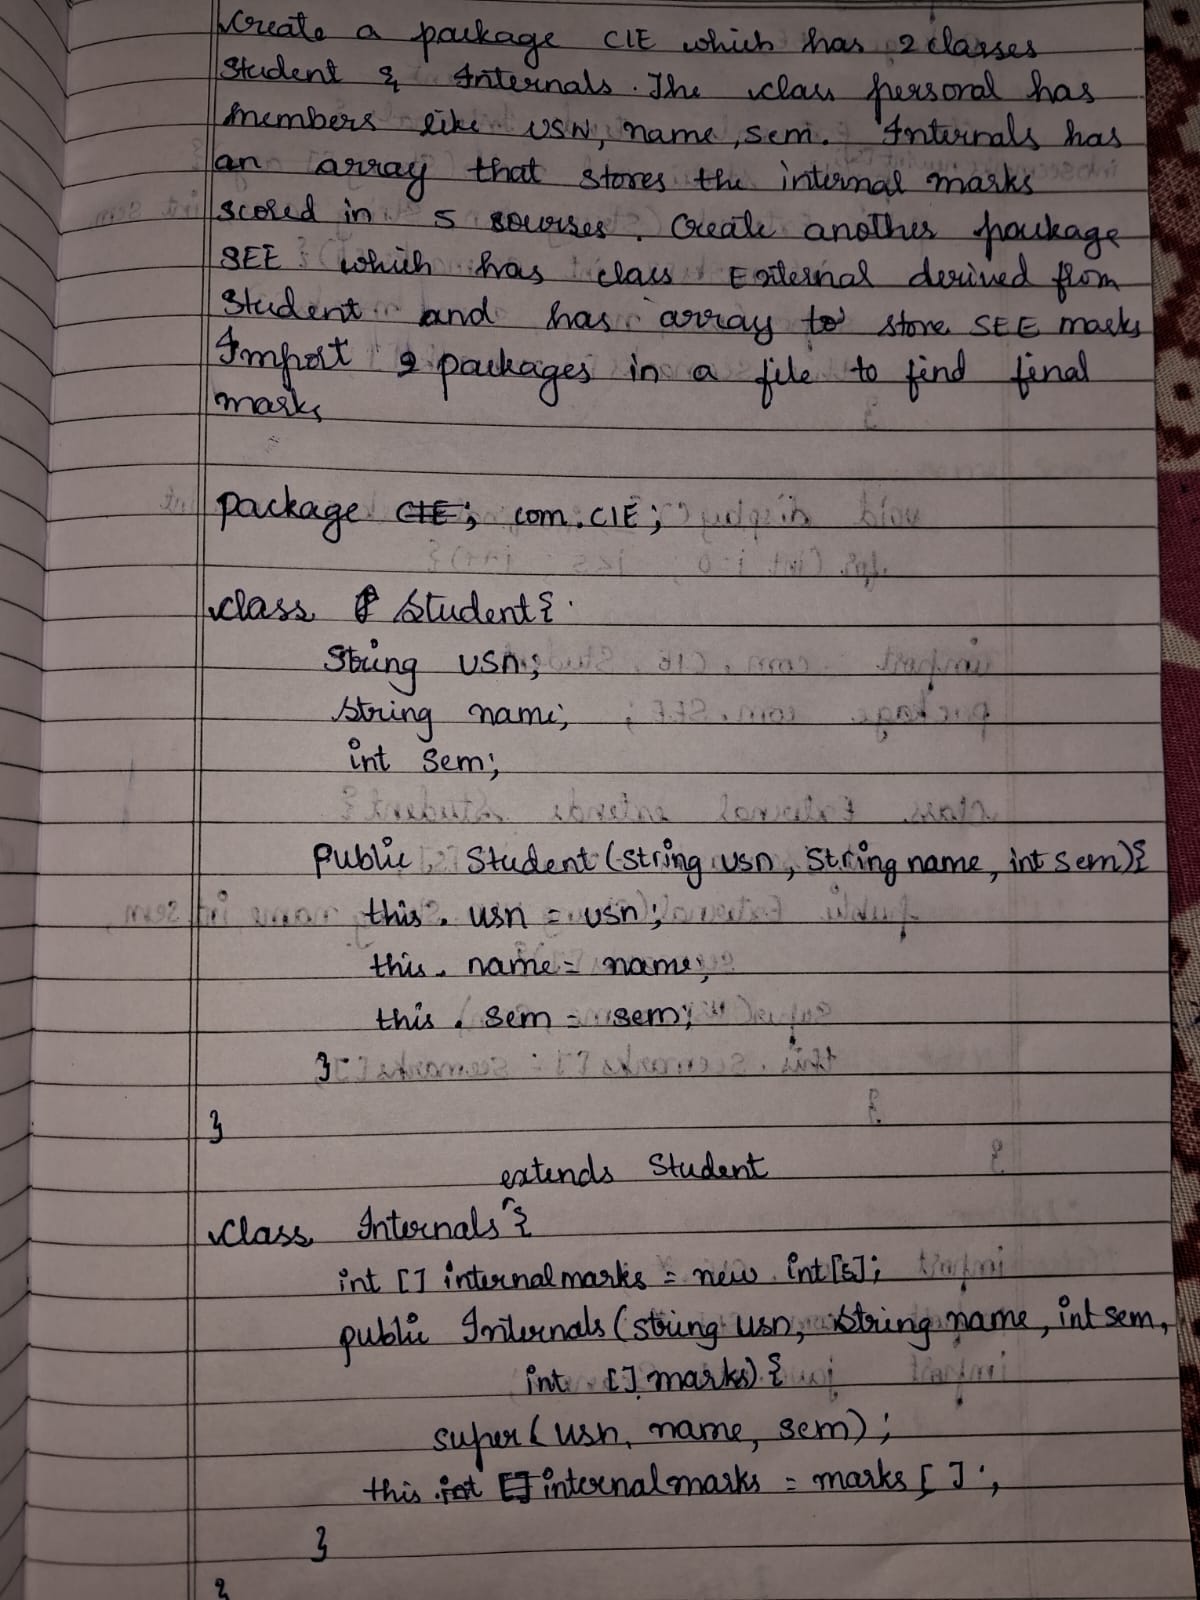 Create a package CIE which has 2 classes
Student & Internals. The class personal has
members like USN, name, sem. Internals has
an array that stores the internal marks
scored in 5 courses. Create another package
SEE which has class External derived from
Student and has array to store SEE marks
Import 2 packages in a file to find final
marks
package CIE; com.CIE;
class Student{
String usn;
String name;
int sem;
public Student (String usn, String name, int sem){
this. usn = usn;
this. name = name;
this. sem = sem;
}
}
extends Student
class Internals {
int [] internalmarks = new int[5];
public Internals (String usn, String name, int sem,
int [] marks) {
super (usn, name, sem);
this .int [] internalmarks = marks [ ];
}
}